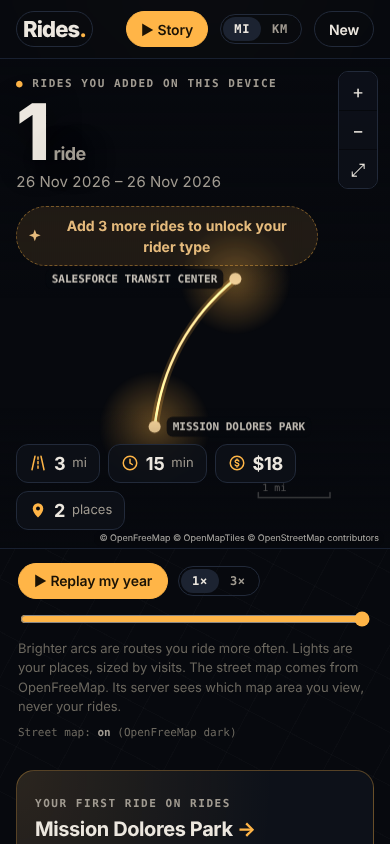 Rides.
▶ Story
MI KM
New
RIDES YOU ADDED ON THIS DEVICE
1 ride
26 Nov 2026 – 26 Nov 2026
+
−
Add 3 more rides to unlock your
rider type
SALESFORCE TRANSIT CENTER
MISSION DOLORES PARK
3 mi
15 min
$18
1 mi
2 places
© OpenFreeMap © OpenMapTiles © OpenStreetMap contributors
▶ Replay my year
1× 3×
Brighter arcs are routes you ride more often. Lights are
your places, sized by visits. The street map comes from
OpenFreeMap. Its server sees which map area you view,
never your rides.
Street map: on (OpenFreeMap dark)
YOUR FIRST RIDE ON RIDES
Mission Dolores Park →